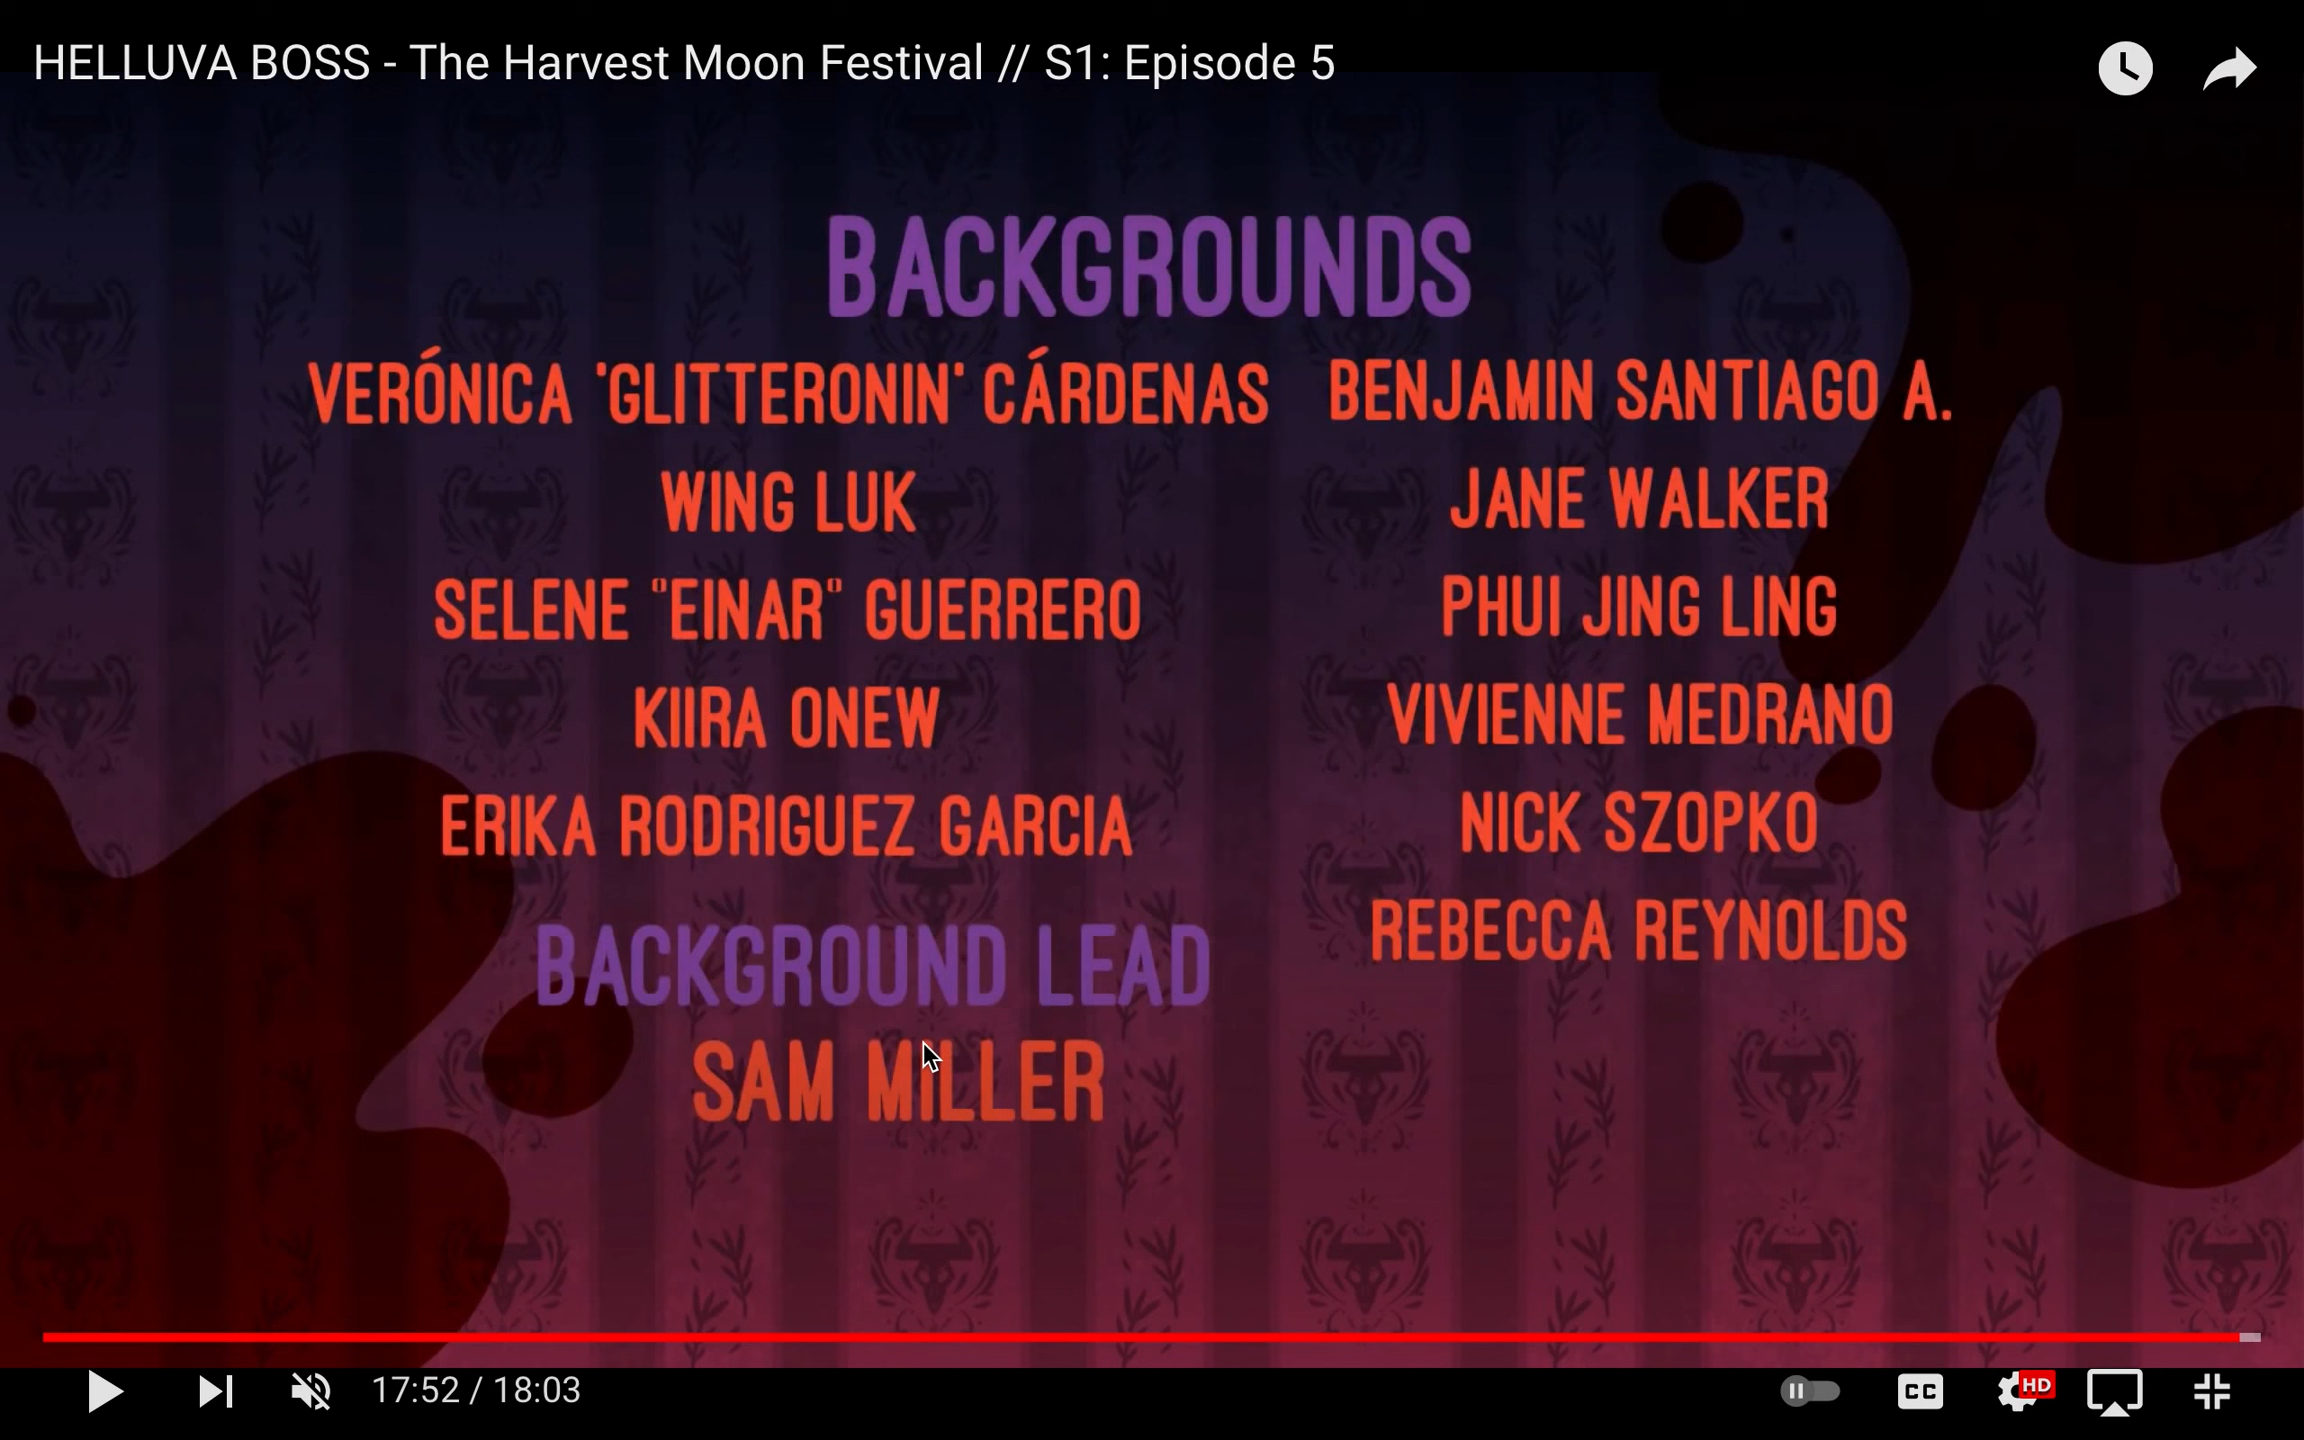 HELLUVA BOSS - The Harvest Moon Festival // S1: Episode 5
BACKGROUNDS
VERÓNICA 'GLITTERONIN' CÁRDENAS
WING LUK
SELENE "EINAR" GUERRERO
KIIRA ONEW
ERIKA RODRIGUEZ GARCIA
BENJAMIN SANTIAGO A.
JANE WALKER
PHUI JING LING
VIVIENNE MEDRANO
NICK SZOPKO
REBECCA REYNOLDS
BACKGROUND LEAD
SAM MILLER
17:52 / 18:03
CC
HD